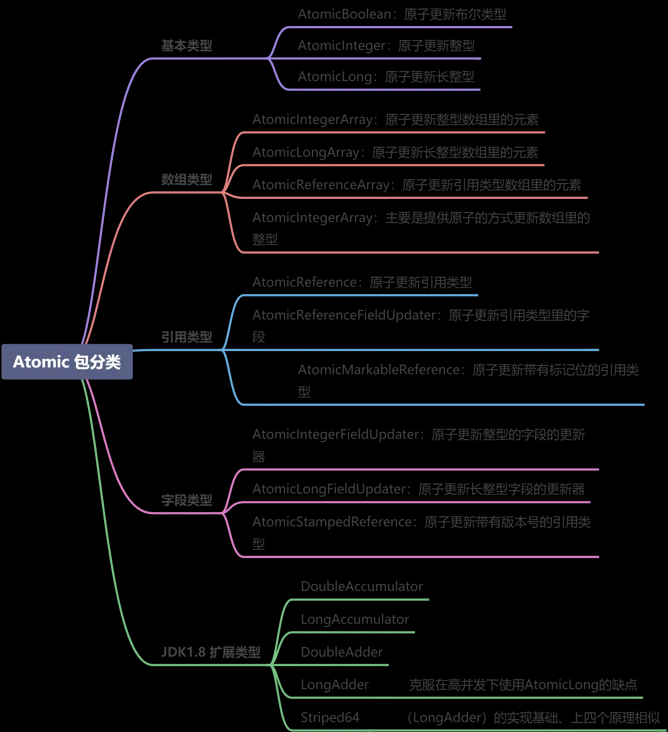 AtomicBoolean：原子更新布尔类型
基本类型
AtomicInteger：原子更新整型
AtomicLong：原子更新长整型
AtomicIntegerArray：原子更新整型数组里的元素
AtomicLongArray：原子更新长整型数组里的元素
数组类型
AtomicReferenceArray：原子更新引用类型数组里的元素
AtomicIntegerArray：主要是提供原子的方式更新数组里的
整型
AtomicReference：原子更新引用类型
AtomicReferenceFieldUpdater：原子更新引用类型里的字
段
引用类型
Atomic 包分类
AtomicMarkableReference：原子更新带有标记位的引用类
型
AtomicIntegerFieldUpdater：原子更新整型的字段的更新
器
AtomicLongFieldUpdater：原子更新长整型字段的更新器
字段类型
AtomicStampedReference：原子更新带有版本号的引用类
型
DoubleAccumulator
LongAccumulator
JDK1.8 扩展类型
DoubleAdder
LongAdder 克服在高并发下使用AtomicLong的缺点
Striped64 （LongAdder）的实现基础、上四个原理相似